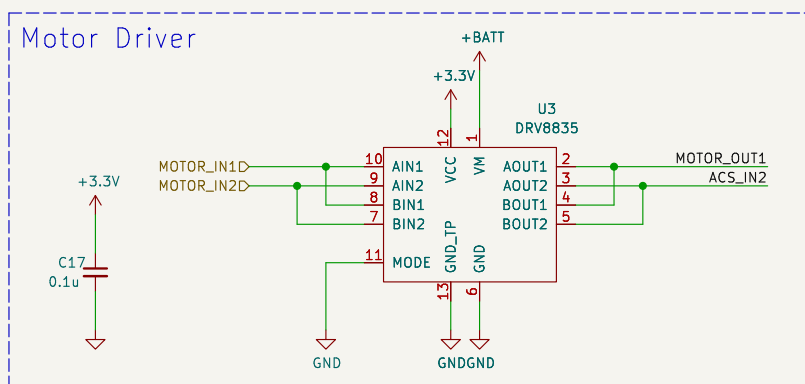 Motor Driver
+BATT
+3.3V
U3
DRV8835
MOTOR_IN1
MOTOR_IN2
10
9
8
7
11
12
1
AIN1
AIN2
BIN1
BIN2
MODE
VCC
VM
GND_TP
GND
AOUT1
AOUT2
BOUT1
BOUT2
2
3
4
5
13
6
MOTOR_OUT1
ACS_IN2
+3.3V
C17
0.1u
GND
GND
GND